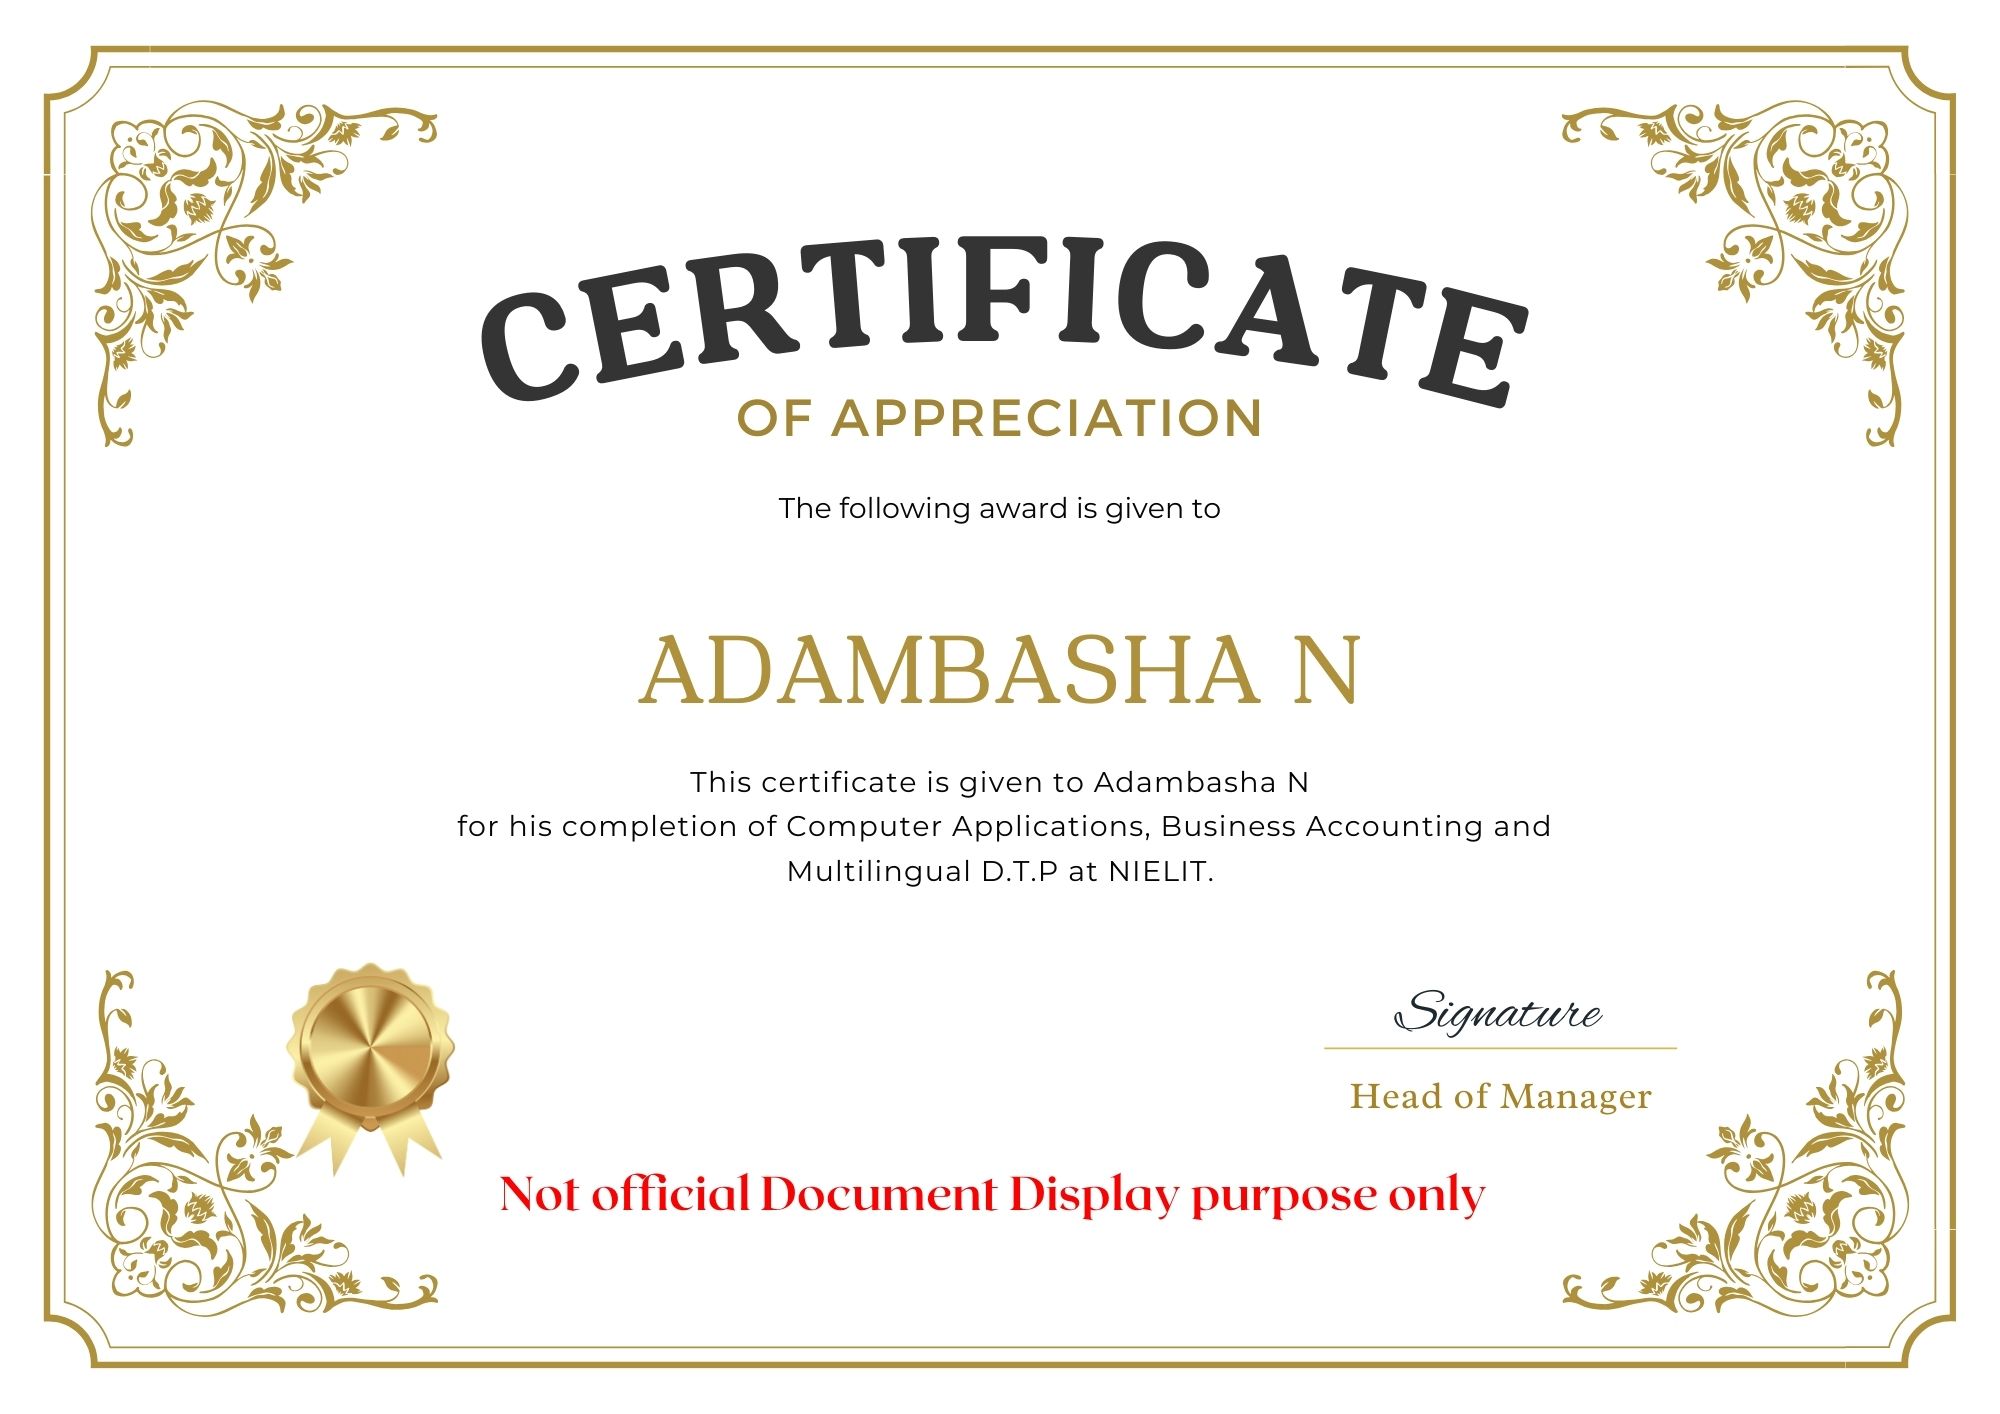 CERTIFICATE
OF APPRECIATION
The following award is given to
ADAMBASHA N
This certificate is given to Adambasha N
for his completion of Computer Applications, Business Accounting and
Multilingual D.T.P at NIELIT.
Signature
Head of Manager
Not official Document Display purpose only